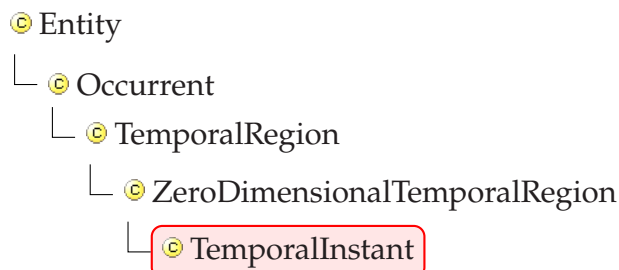 Entity
Occurrent
TemporalRegion
ZeroDimensionalTemporalRegion
TemporalInstant